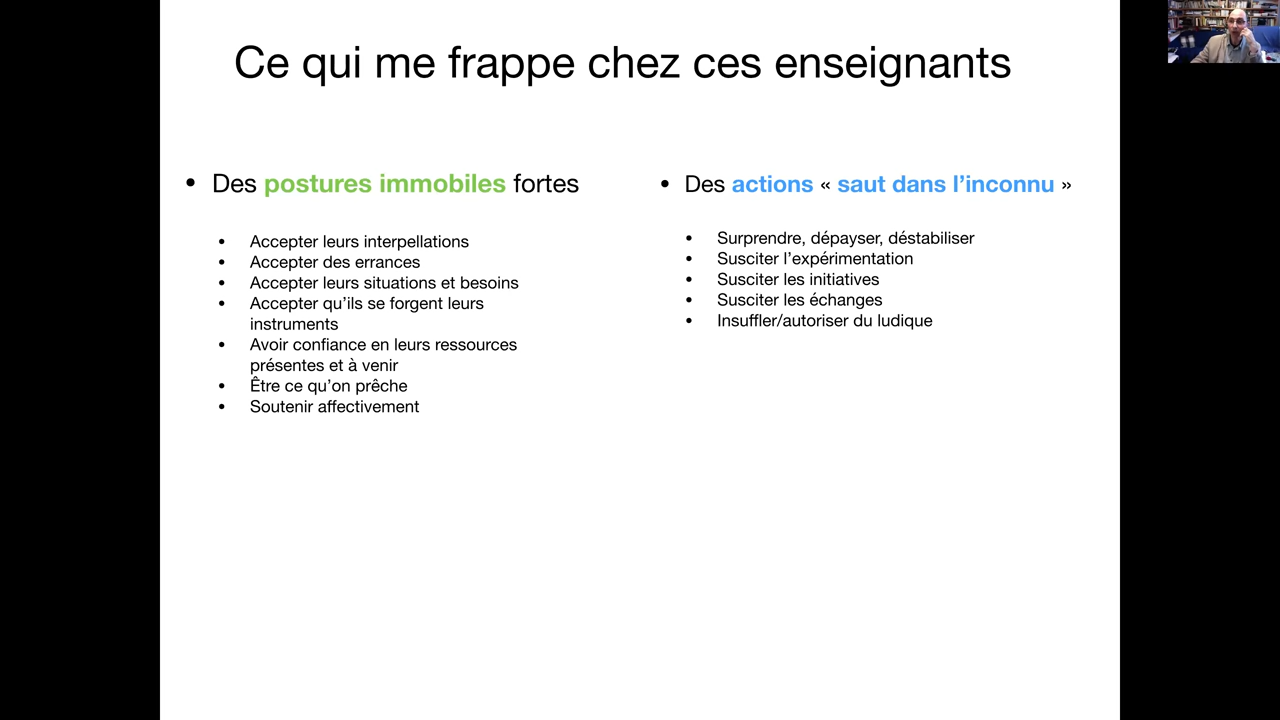 Ce qui me frappe chez ces enseignants
• Des postures immobiles fortes
• Accepter leurs interpellations
• Accepter des errances
• Accepter leurs situations et besoins
• Accepter qu’ils se forgent leurs
instruments
• Avoir confiance en leurs ressources
présentes et à venir
• Être ce qu’on prêche
• Soutenir affectivement
• Des actions « saut dans l’inconnu »
• Surprendre, dépayser, déstabiliser
• Susciter l’expérimentation
• Susciter les initiatives
• Susciter les échanges
• Insuffler/autoriser du ludique